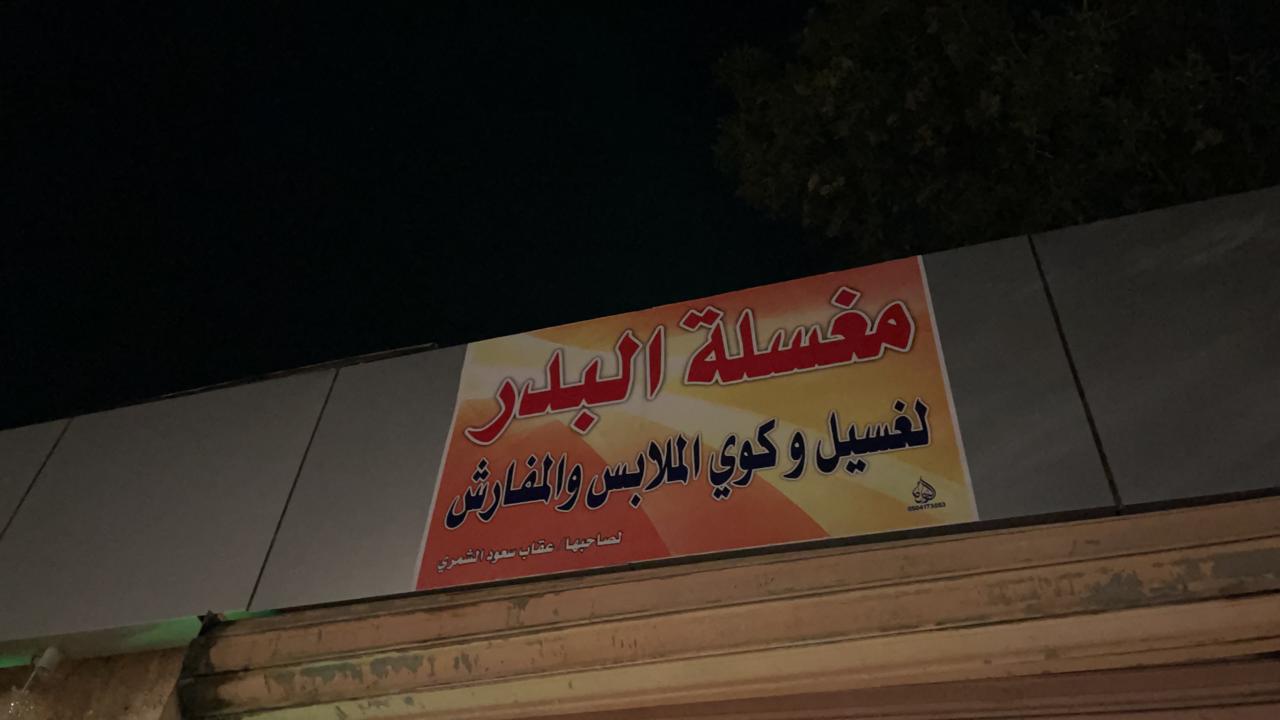 مغسلة البدر
لغسيل و كوي الملابس والمفارش
لصاحبها / عقاب سعود الشمري